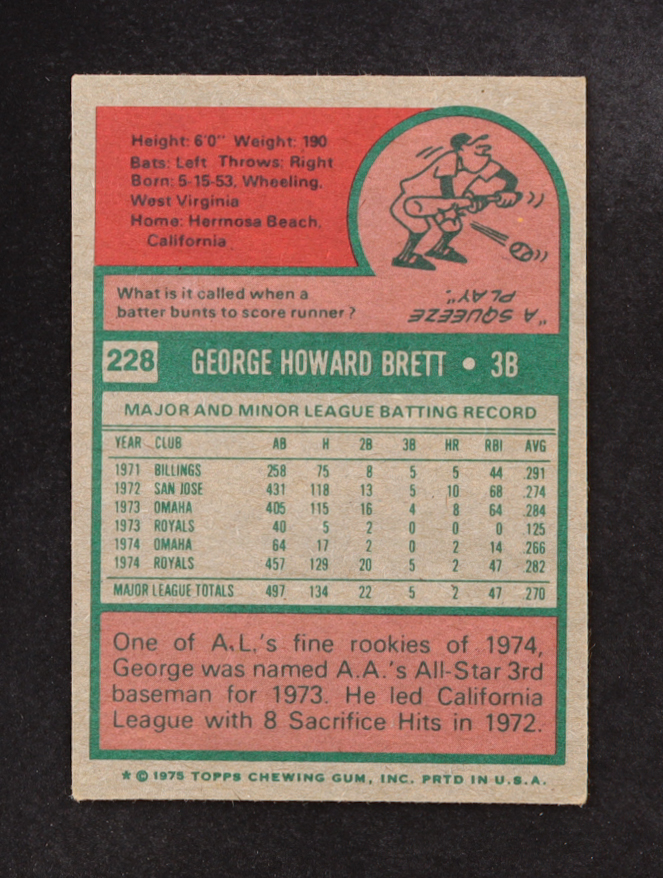 Height: 6'0" Weight: 190
Bats: Left Throws: Right
Born: 5-15-53, Wheeling,
West Virginia
Home: Hermosa Beach,
California
What is it called when a
batter bunts to score runner?
"A SQUEEZE
PLAY".
228 GEORGE HOWARD BRETT • 3B
MAJOR AND MINOR LEAGUE BATTING RECORD
YEAR CLUB AB H 2B 3B HR RBI AVG
1971 BILLINGS 258 75 8 5 5 44 .291
1972 SAN JOSE 431 118 13 5 10 68 .274
1973 OMAHA 405 115 16 4 8 64 .284
1973 ROYALS 40 5 2 0 0 0 .125
1974 OMAHA 64 17 2 0 2 14 .266
1974 ROYALS 457 129 20 5 2 47 .282
MAJOR LEAGUE TOTALS 497 134 22 5 2 47 .270
One of A.L.'s fine rookies of 1974,
George was named A.A.'s All-Star 3rd
baseman for 1973. He led California
League with 8 Sacrifice Hits in 1972.
★ © 1975 TOPPS CHEWING GUM, INC. PRTD IN U.S.A.